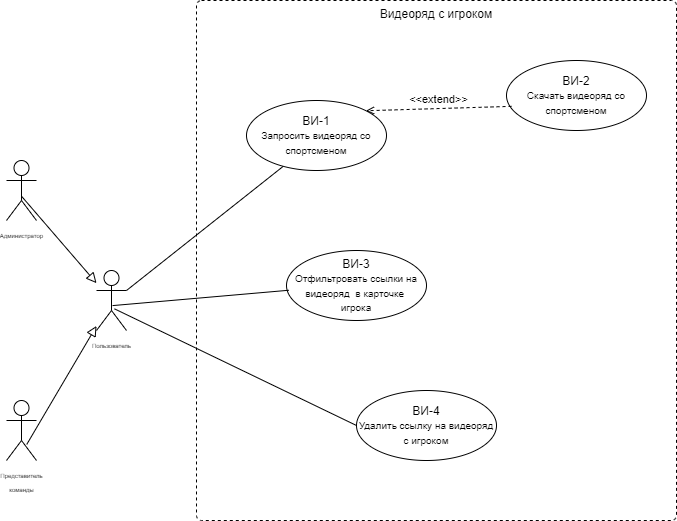 Видеоряд с игроком
ВИ-2
Скачать видеоряд со
спортсменом
<<extend>>
ВИ-1
Запросить видеоряд со
спортсменом
Администратор
ВИ-3
Отфильтровать ссылки на
видеоряд в карточке
игрока
Пользователь
ВИ-4
Удалить ссылку на видеоряд
с игроком
Представитель
команды